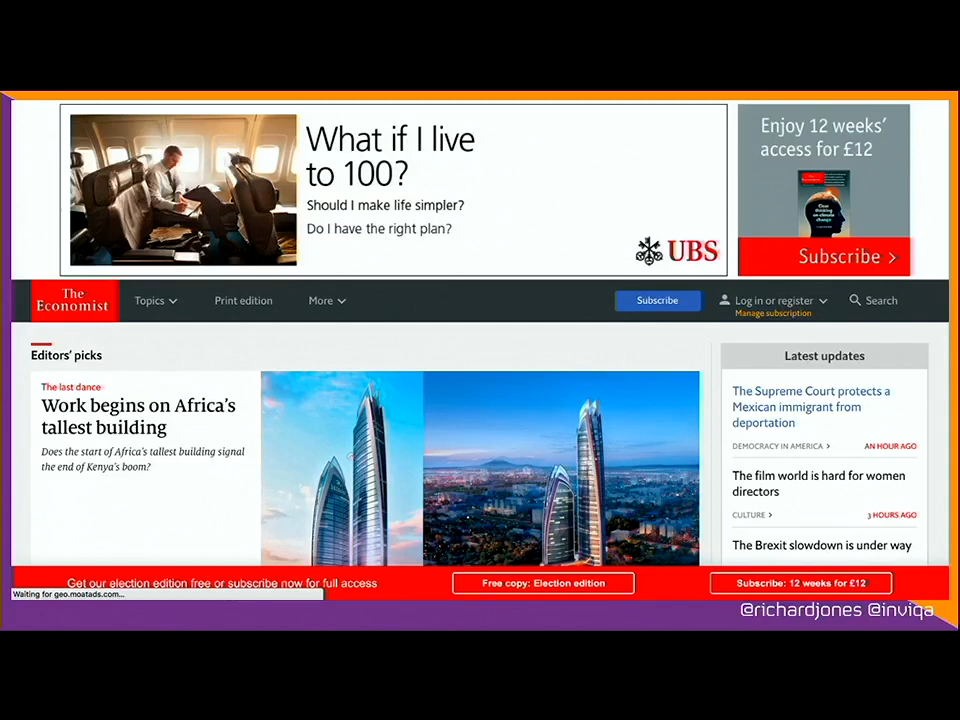 What if I live
to 100?
Should I make life simpler?
Do I have the right plan?
UBS
Enjoy 12 weeks'
access for £12
Subscribe >
The
Economist
Topics
Print edition
More
Subscribe
Log in or register
Manage subscription
Search
Editors' picks
The last dance
Work begins on Africa's
tallest building
Does the start of Africa's tallest building signal
the end of Kenya's boom?
Latest updates
The Supreme Court protects a
Mexican immigrant from
deportation
DEMOCRACY IN AMERICA >
AN HOUR AGO
The film world is hard for women
directors
CULTURE >
3 HOURS AGO
The Brexit slowdown is under way
Get our election edition free or subscribe now for full access
Free copy: Election edition
Subscribe: 12 weeks for £12
Waiting for geo.moatads.com...
@richardjones @inviqa